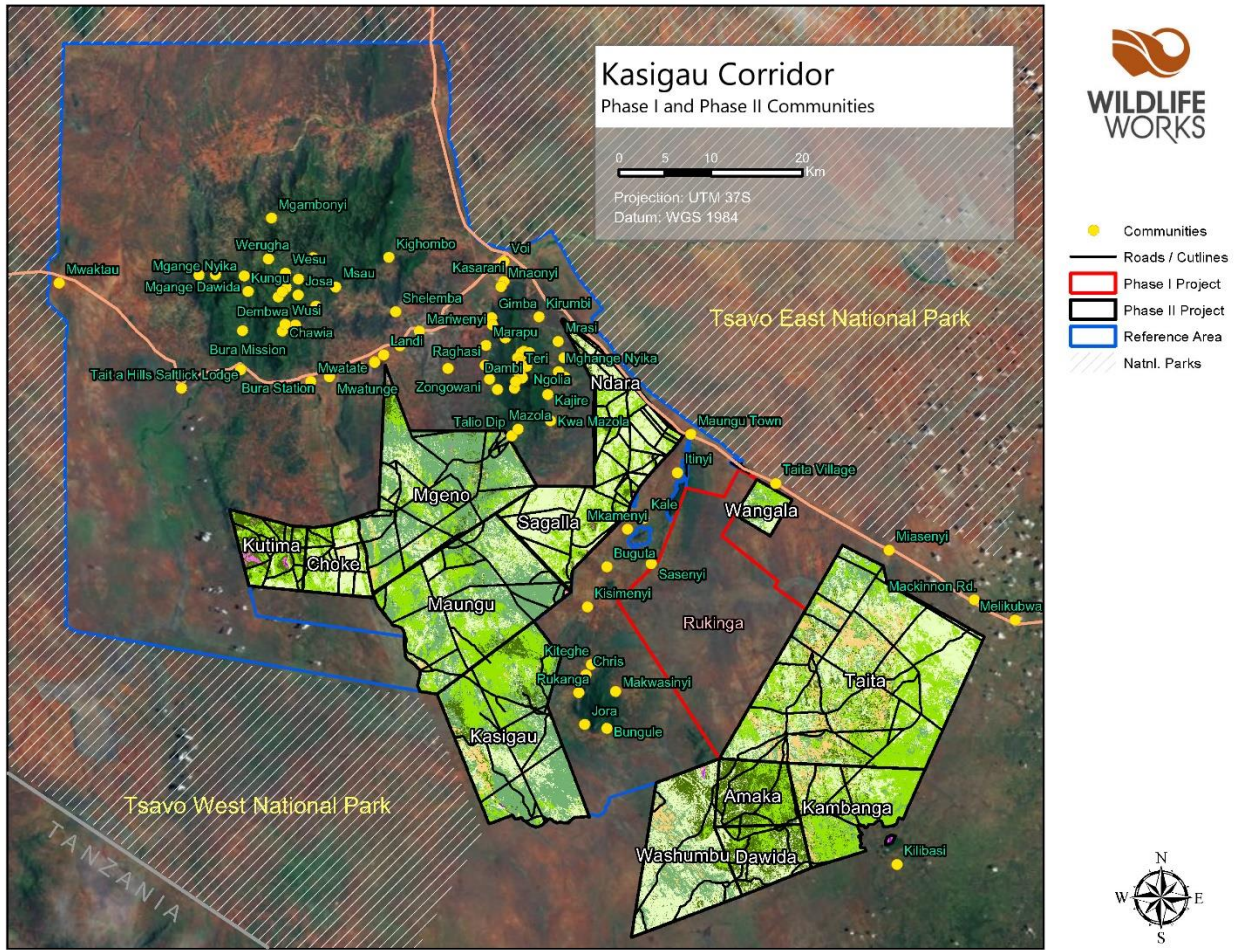 Kasigau Corridor
Phase I and Phase II Communities
0 5 10 20
Km
Projection: UTM 37S
Datum: WGS 1984
WILDLIFE
WORKS
Communities
Roads / Cutlines
Phase I Project
Phase II Project
Reference Area
Natnl. Parks
Mgambonyi
Werugha
Wesu
Kighombo
Voi
Mwaktau
Mgange Nyika
Kungu
Josa
Msau
Kasarani
Mnaonyi
Mgange Dawida
Dembwa
Wusi
Shelemba
Gimba
Kirumbi
Chawia
Mariwenyi
Marapu
Mrasi
Tsavo East National Park
Bura Mission
Landi
Raghasi
Teri
Mghange Nyika
Tait-a Hills Saltlick Lodge
Mwatate
Dambi
Ngolia
Ndara
Bura Station
Mwatunge
Zongowani
Kajire
Talio Dip
Mazola
Kwa Mazola
Maungu Town
Itinyi
Taita Village
Mgeno
Kale
Wangala
Sagalla
Mkamenyi
Kutima
Choke
Buguta
Sasenyi
Miasenyi
Maungu
Kisimenyi
Rukinga
Mackinnon Rd.
Melikubwa
Kiteghe
Chris
Rukanga
Makwasinyi
Taita
Jora
Kasigau
Bungule
Tsavo West National Park
Amaka
Kambanga
TANZANIA
Washumbu
Dawida
Kilibasi
N
W
E
S